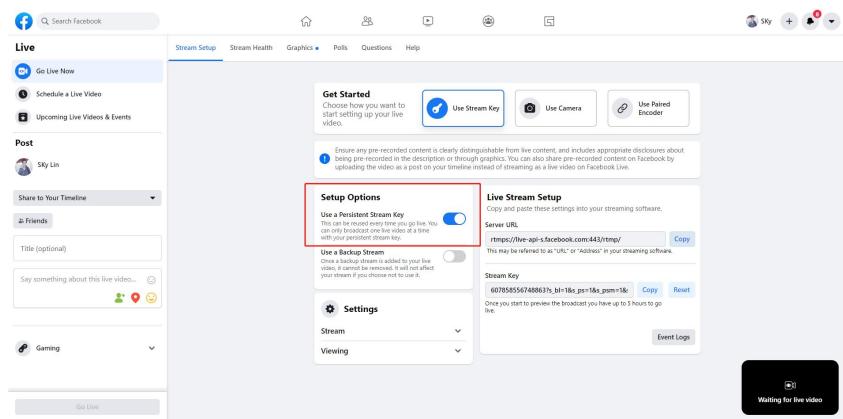 Search Facebook
SKy
6
Live
Stream Setup Stream Health Graphics Polls Questions Help
Go Live Now
Schedule a Live Video
Upcoming Live Videos & Events
Post
SKy Lin
Share to Your Timeline
Friends
Title (optional)
Say something about this live video...
Gaming
Go Live
Get Started
Choose how you want to
start setting up your live
video.
Use Stream Key
Use Camera
Use Paired
Encoder
Ensure any pre-recorded content is clearly distinguishable from live content, and includes appropriate disclosures about
being pre-recorded in the description or through graphics. You can also share pre-recorded content on Facebook by
uploading the video as a post on your timeline instead of streaming as a live video on Facebook Live.
Setup Options
Use a Persistent Stream Key
This can be reused every time you go live. You
can only broadcast one live video at a time
with your persistent stream key.
Use a Backup Stream
Once a backup stream is added to your live
video, it cannot be removed. It will not affect
your stream if you choose not to use it.
Settings
Stream
Viewing
Live Stream Setup
Copy and paste these settings into your streaming software.
Server URL
rtmps://live-api-s.facebook.com:443/rtmp/ Copy
This may be referred to as "URL" or "Address" in your streaming software.
Stream Key
607858556748863?s_bl=1&s_ps=1&s_psm=1&s Copy Reset
Once you start to preview the broadcast you have up to 5 hours to go
live.
Event Logs
Waiting for live video